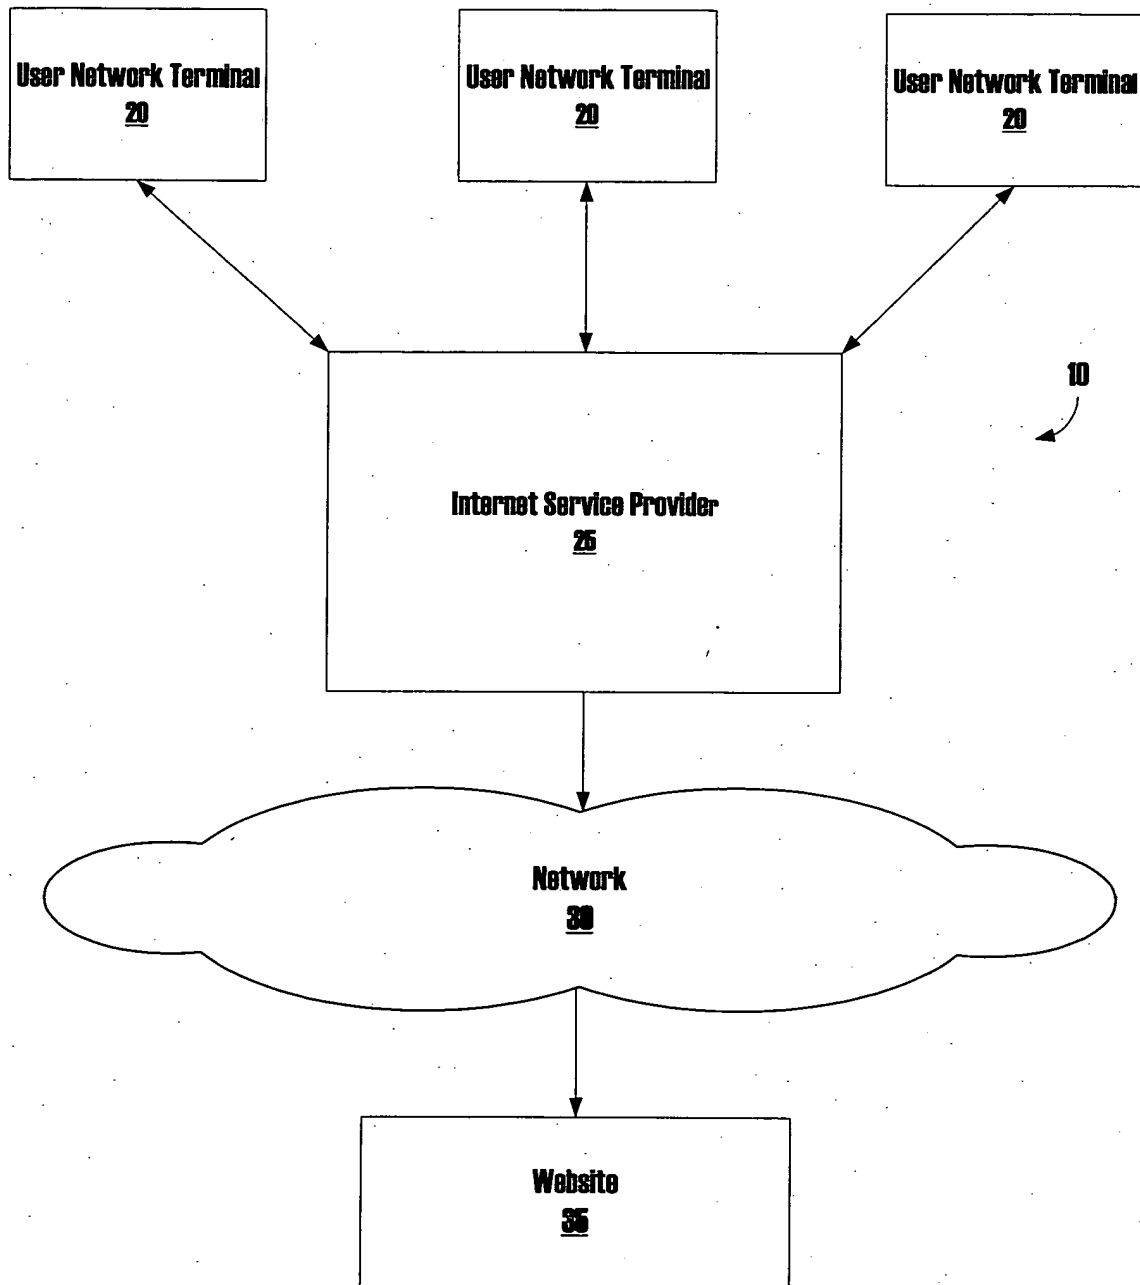 User Network Terminal
20
User Network Terminal
20
User Network Terminal
20
10
Internet Service Provider
25
Network
30
Website
35